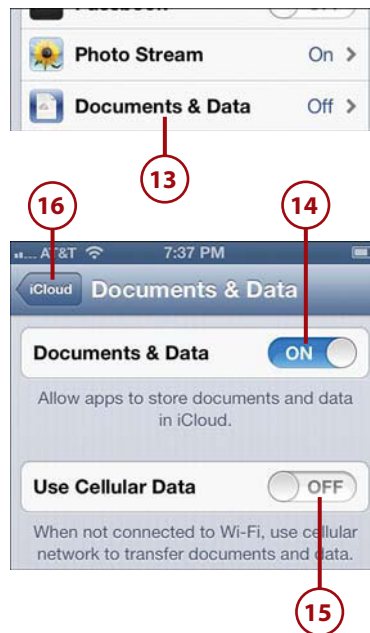 Photo Stream On
Documents & Data Off
13
16
14
AT&T 7:37 PM
iCloud Documents & Data
Documents & Data ON
Allow apps to store documents and data
in iCloud.
Use Cellular Data OFF
When not connected to Wi-Fi, use cellular
network to transfer documents and data.
15